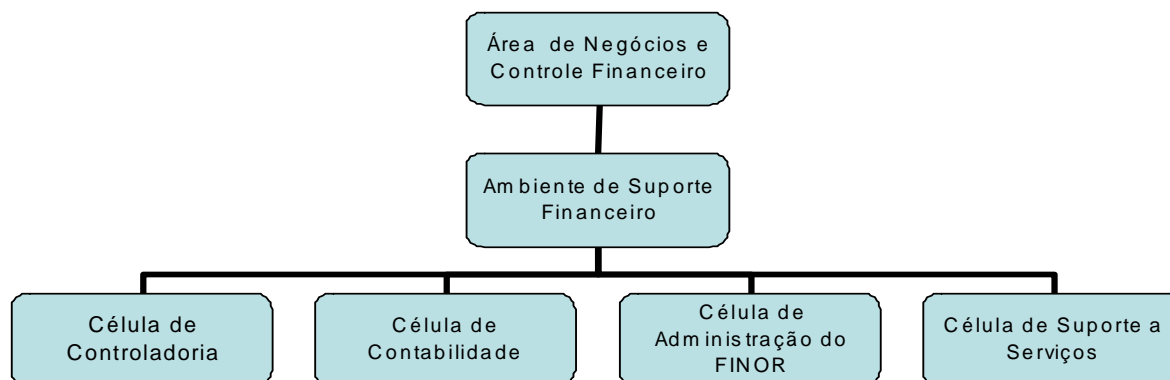 Área de Negócios e
Controle Financeiro
Ambiente de Suporte
Financeiro
Célula de
Controladoria
Célula de
Contabilidade
Célula de
Administração do
FINOR
Célula de Suporte a
Serviços